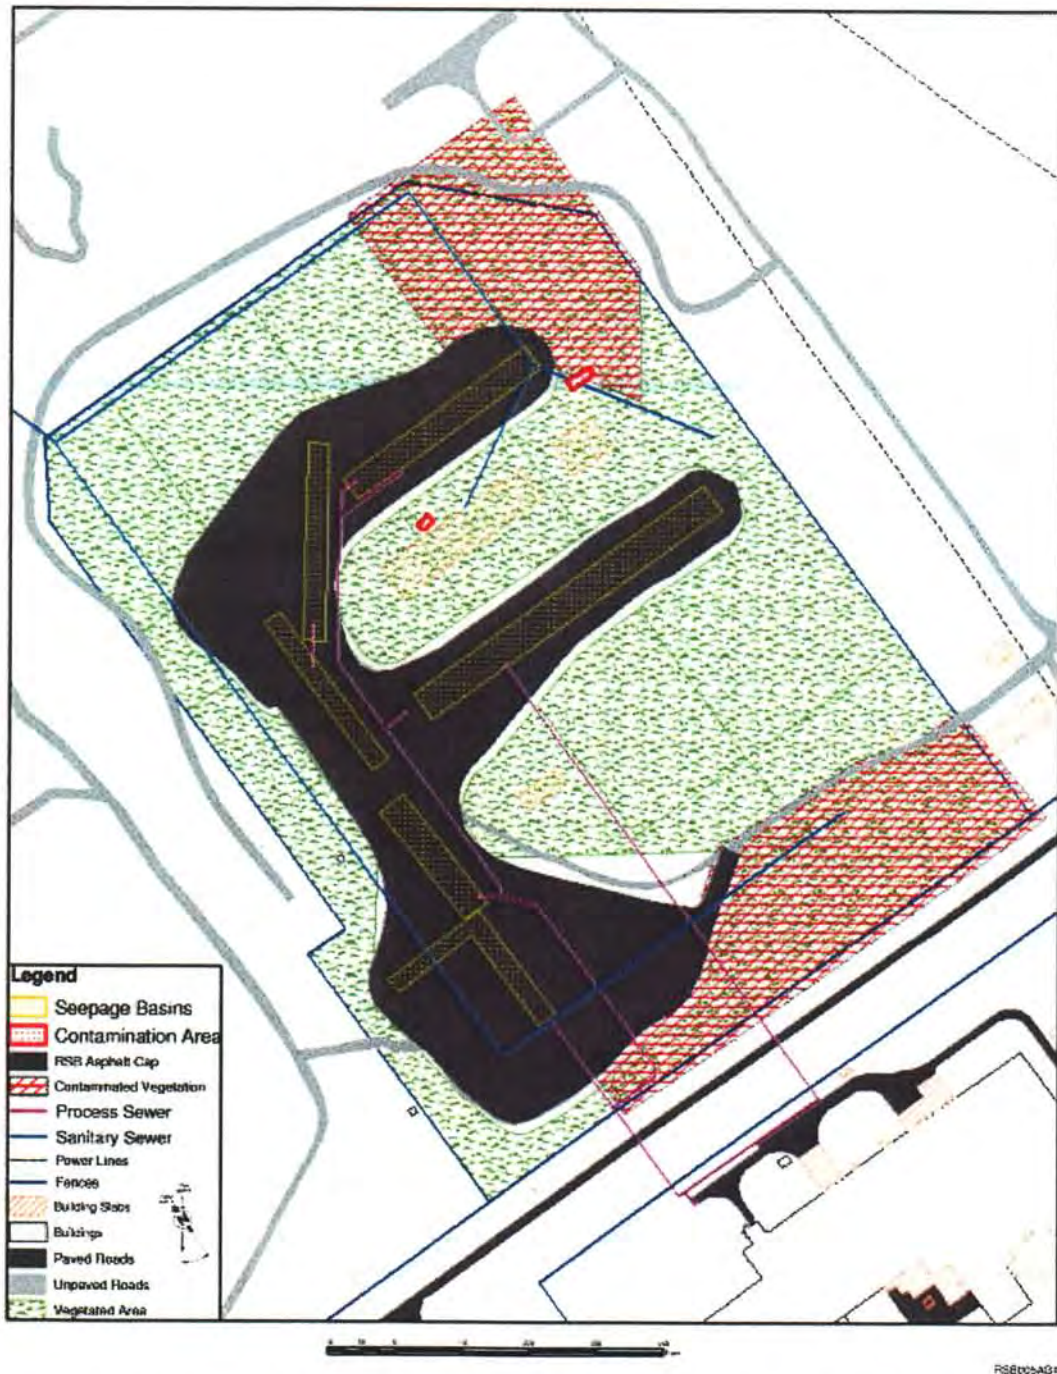 Legend
Seepage Basins
Contamination Area
RSB Asphalt Cap
Contaminated Vegetation
Process Sewer
Sanitary Sewer
Power Lines
Fences
Building Slabs
Buildings
Paved Roads
Unpaved Roads
Vegetated Area